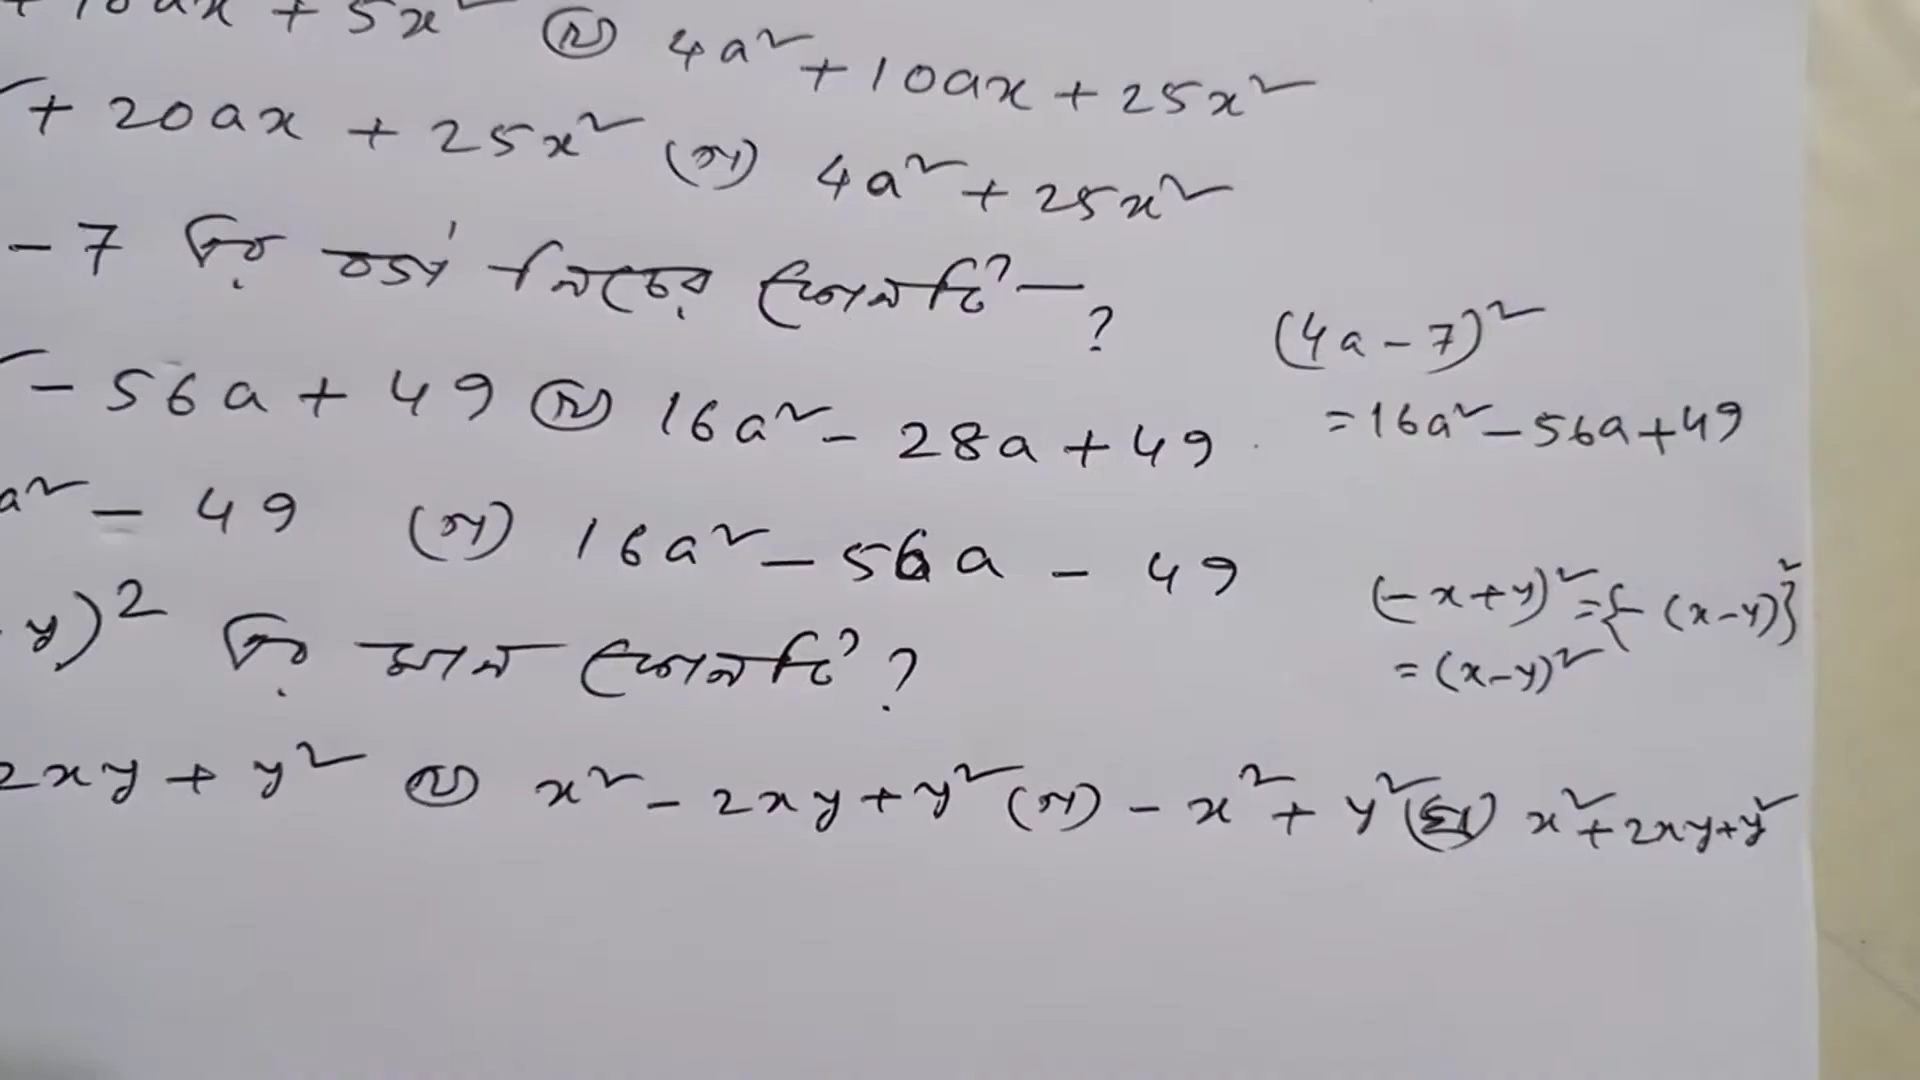 + 10ax + 5x² (খ) 4a² + 10ax + 25x²
+ 20ax + 25x² (গ) 4a² + 25x²
- 7 এর বর্গ নিচের কোনটি?— ?
(4a - 7)²
- 56a + 49 (খ) 16a² - 28a + 49
= 16a² - 56a + 49
a² - 49 (গ) 16a² - 56a - 49
y)² এর মান কোনটি?
(- x + y)² = {- (x - y)}²
= (x - y)²
2xy + y² (খ) x² - 2xy + y² (গ) - x² + y² (ঘ) x² + 2xy + y²